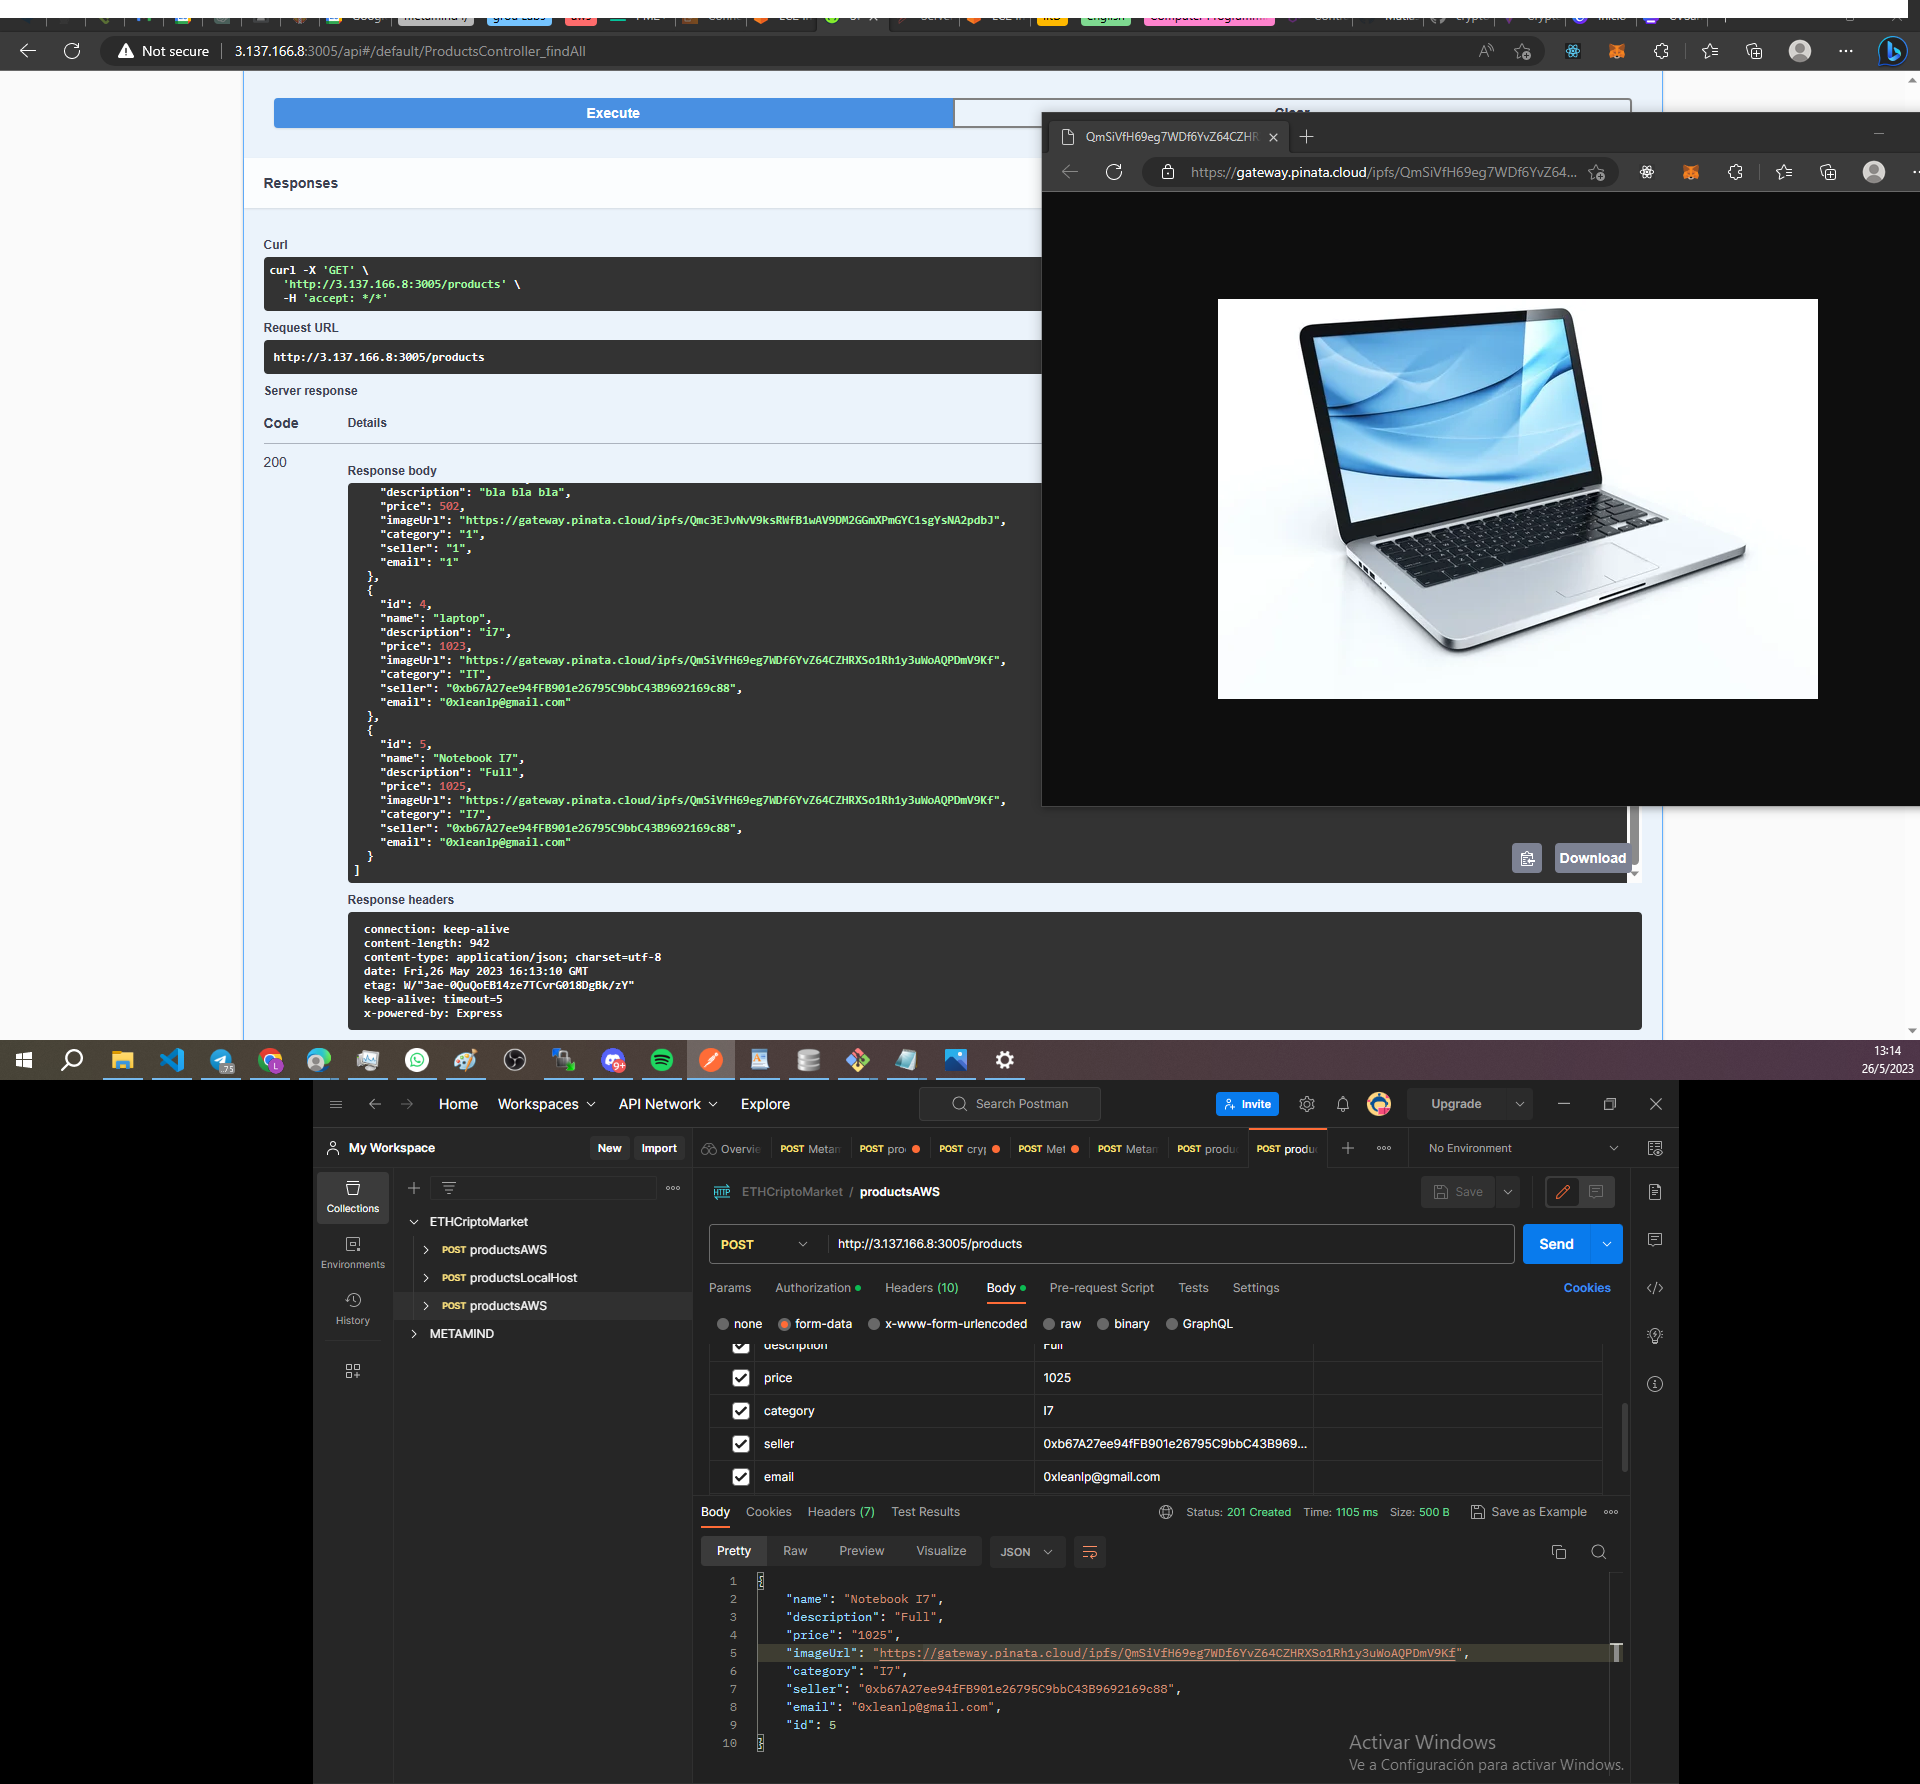 Not secure
3.137.166.8:3005/api#/default/ProductsController_findAll
Execute
Responses
Curl
curl -X 'GET' \
'http://3.137.166.8:3005/products' \
-H 'accept: */*'
Request URL
http://3.137.166.8:3005/products
Server response
Code Details
200
Response body
"description": "bla bla bla",
"price": 502,
"imageUrl": "https://gateway.pinata.cloud/ipfs/Qmc3EJvNvV9ksRWfB1wAV9DM2GGmXPmGYC1sgYsNA2pdbJ",
"category": "1",
"seller": "1",
"email": "1"
},
{
"id": 4,
"name": "laptop",
"description": "i7",
"price": 1023,
"imageUrl": "https://gateway.pinata.cloud/ipfs/QmSiVfH69eg7WDf6YvZ64CZHRXSo1Rh1y3uWoAQPDmV9Kf",
"category": "IT",
"seller": "0xb67A27ee94fFB901e26795C9bbC43B9692169c88",
"email": "0xleanlp@gmail.com"
},
{
"id": 5,
"name": "Notebook I7",
"description": "Full",
"price": 1025,
"imageUrl": "https://gateway.pinata.cloud/ipfs/QmSiVfH69eg7WDf6YvZ64CZHRXSo1Rh1y3uWoAQPDmV9Kf",
"category": "I7",
"seller": "0xb67A27ee94fFB901e26795C9bbC43B9692169c88",
"email": "0xleanlp@gmail.com"
}
]
Download
Response headers
connection: keep-alive
content-length: 942
content-type: application/json; charset=utf-8
date: Fri,26 May 2023 16:13:10 GMT
etag: W/"3ae-0QuQoEB14ze7TCvrG018DgBk/zY"
keep-alive: timeout=5
x-powered-by: Express
QmSiVfH69eg7WDf6YvZ64CZHR
https://gateway.pinata.cloud/ipfs/QmSiVfH69eg7WDf6YvZ64...
.75
9+
13:14
26/5/2023
Home Workspaces API Network Explore
Search Postman
Invite
Upgrade
My Workspace
New Import
Overvie
POST Metan
POST pro
POST cry
POST Met
POST Metan
POST produ
POST produ
No Environment
Collections
Environments
History
ETHCriptoMarket
POST productsAWS
POST productsLocalHost
POST productsAWS
METAMIND
HTTP ETHCriptoMarket / productsAWS
Save
POST http://3.137.166.8:3005/products
Send
Params Authorization Headers (10) Body Pre-request Script Tests Settings
Cookies
none form-data x-www-form-urlencoded raw binary GraphQL
description Full
price 1025
category I7
seller 0xb67A27ee94fFB901e26795C9bbC43B969...
email 0xleanlp@gmail.com
Body Cookies Headers (7) Test Results
Status: 201 Created Time: 1105 ms Size: 500 B Save as Example
Pretty Raw Preview Visualize JSON
1 {
2 "name": "Notebook I7",
3 "description": "Full",
4 "price": "1025",
5 "imageUrl": "https://gateway.pinata.cloud/ipfs/QmSiVfH69eg7WDf6YvZ64CZHRXSo1Rh1y3uWoAQPDmV9Kf",
6 "category": "I7",
7 "seller": "0xb67A27ee94fFB901e26795C9bbC43B9692169c88",
8 "email": "0xleanlp@gmail.com",
9 "id": 5
10 }
Activar Windows
Ve a Configuración para activar Windows.